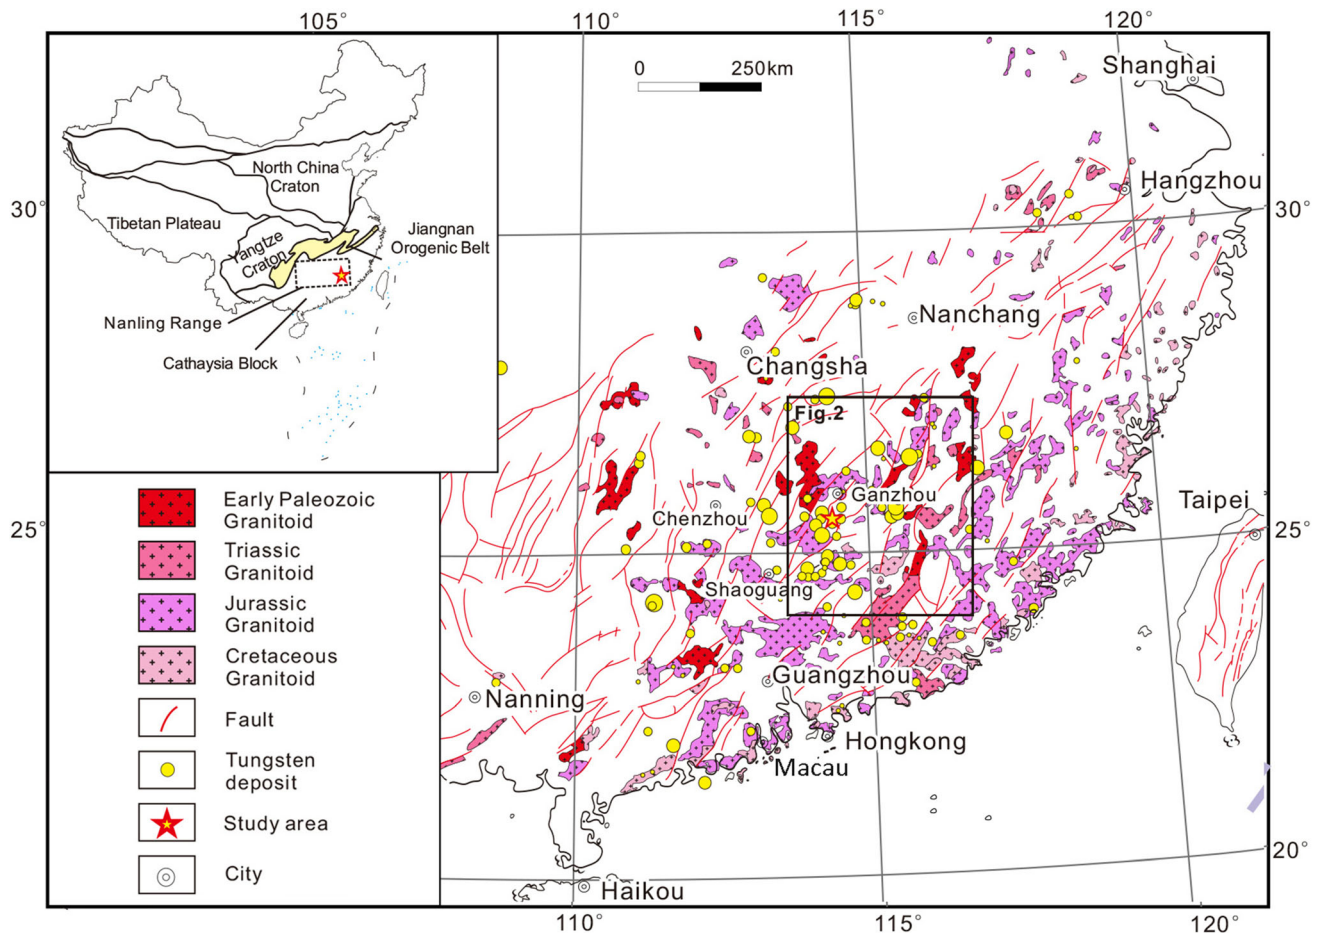 105°
110°
115°
120°
0
250km
Shanghai
North China
Craton
Hangzhou
30°
30°
Tibetan Plateau
Jiangnan
Orogenic Belt
Yangtze
Craton
Nanchang
Nanling Range
Cathaysia Block
Changsha
Fig.2
Early Paleozoic
Granitoid
Ganzhou
Taipei
Chenzhou
25°
25°
Triassic
Granitoid
Shaoguang
Jurassic
Granitoid
Cretaceous
Granitoid
Guangzhou
Nanning
Fault
Hongkong
Macau
Tungsten
deposit
Study area
20°
City
Haikou
110°
115°
120°